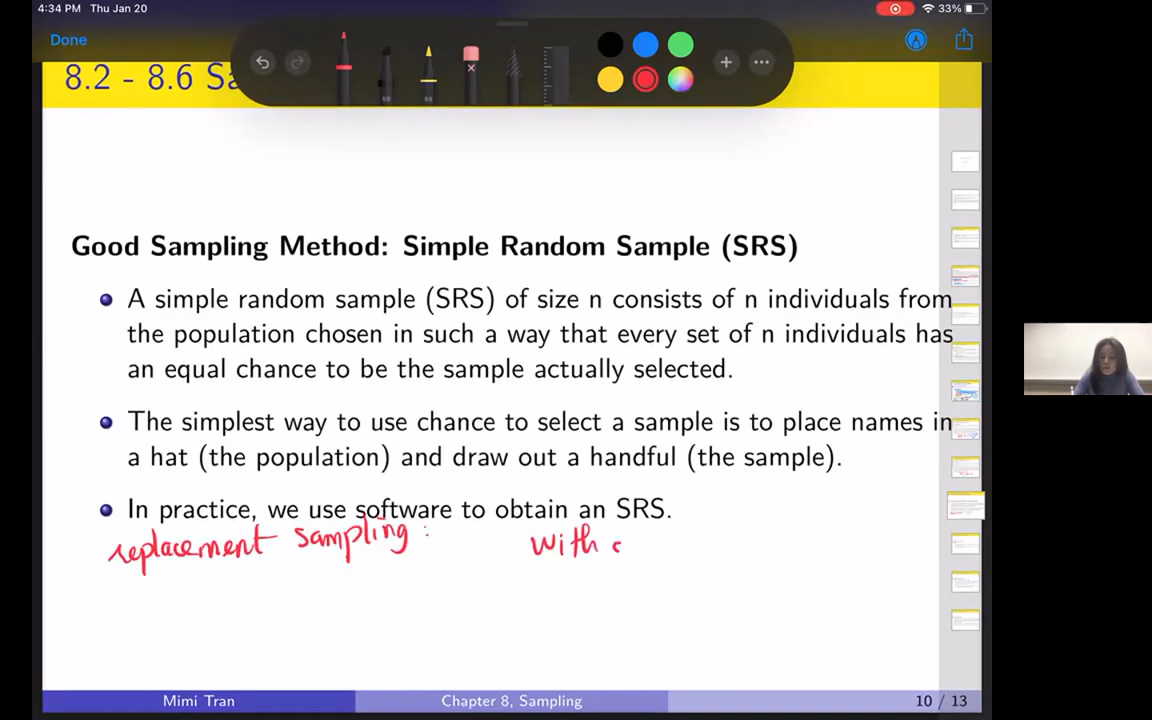 4:34 PM Thu Jan 20
33%
Done
8.2 - 8.6 Sa
50
50
Good Sampling Method: Simple Random Sample (SRS)
A simple random sample (SRS) of size n consists of n individuals from
the population chosen in such a way that every set of n individuals has
an equal chance to be the sample actually selected.
The simplest way to use chance to select a sample is to place names in
a hat (the population) and draw out a handful (the sample).
In practice, we use software to obtain an SRS.
replacement sampling: with
Mimi Tran
Chapter 8, Sampling
10 / 13